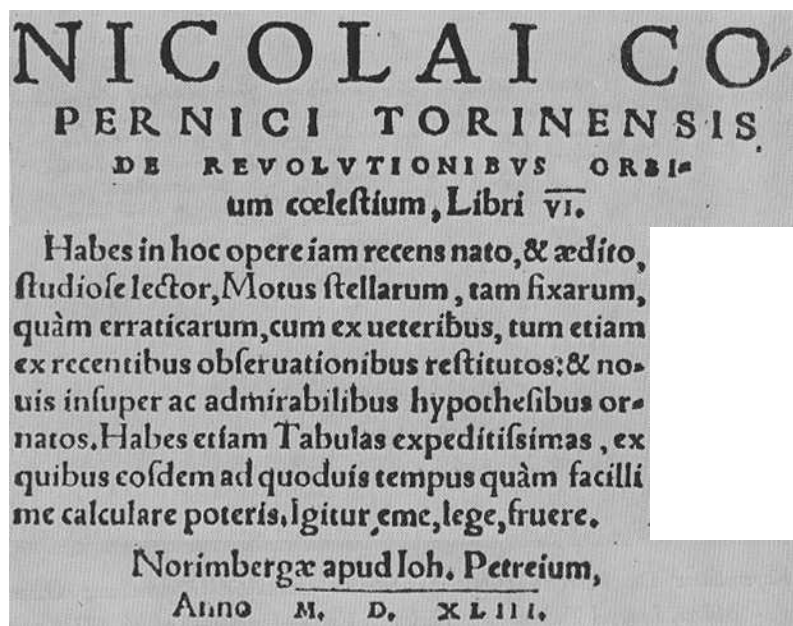 NICOLAI CO-
PERNICI TORINENSIS
DE REVOLVTIONIBVS ORBI-
um cœlestium, Libri VI.
Habes in hoc opere iam recens nato, & ædito,
studiose lector, Motus stellarum, tam fixarum,
quàm erraticarum, cum ex ueteribus, tum etiam
ex recentibus obseruationibus restitutos: & no-
uis insuper ac admirabilibus hypothesibus or-
natos. Habes etiam Tabulas expeditissimas, ex
quibus eosdem ad quoduis tempus quàm facilli
me calculare poteris. Igitur eme, lege, fruere.
Norimbergæ apud Ioh. Petreium,
Anno M. D. XLIII.